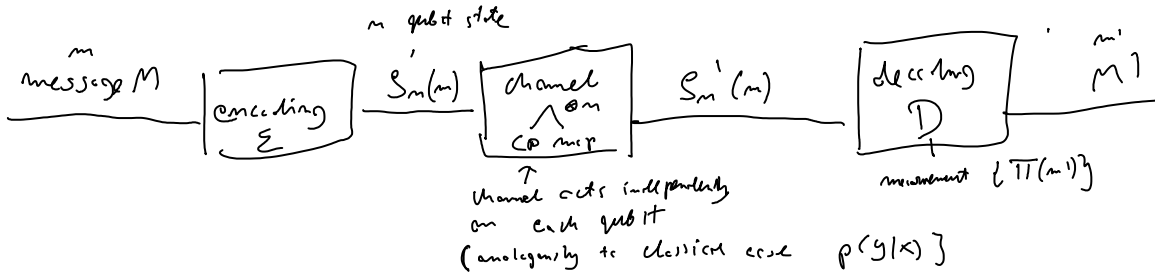 n qubit state
m
message M
encoding
Σ
ρn(m)
channel
Λ⊗n
CP map
ρn'(m)
decoding
D
m'
M'
measurement {Π(m')}
↑
channel acts independently
on each qubit
(analogously to classical case p(y|x))